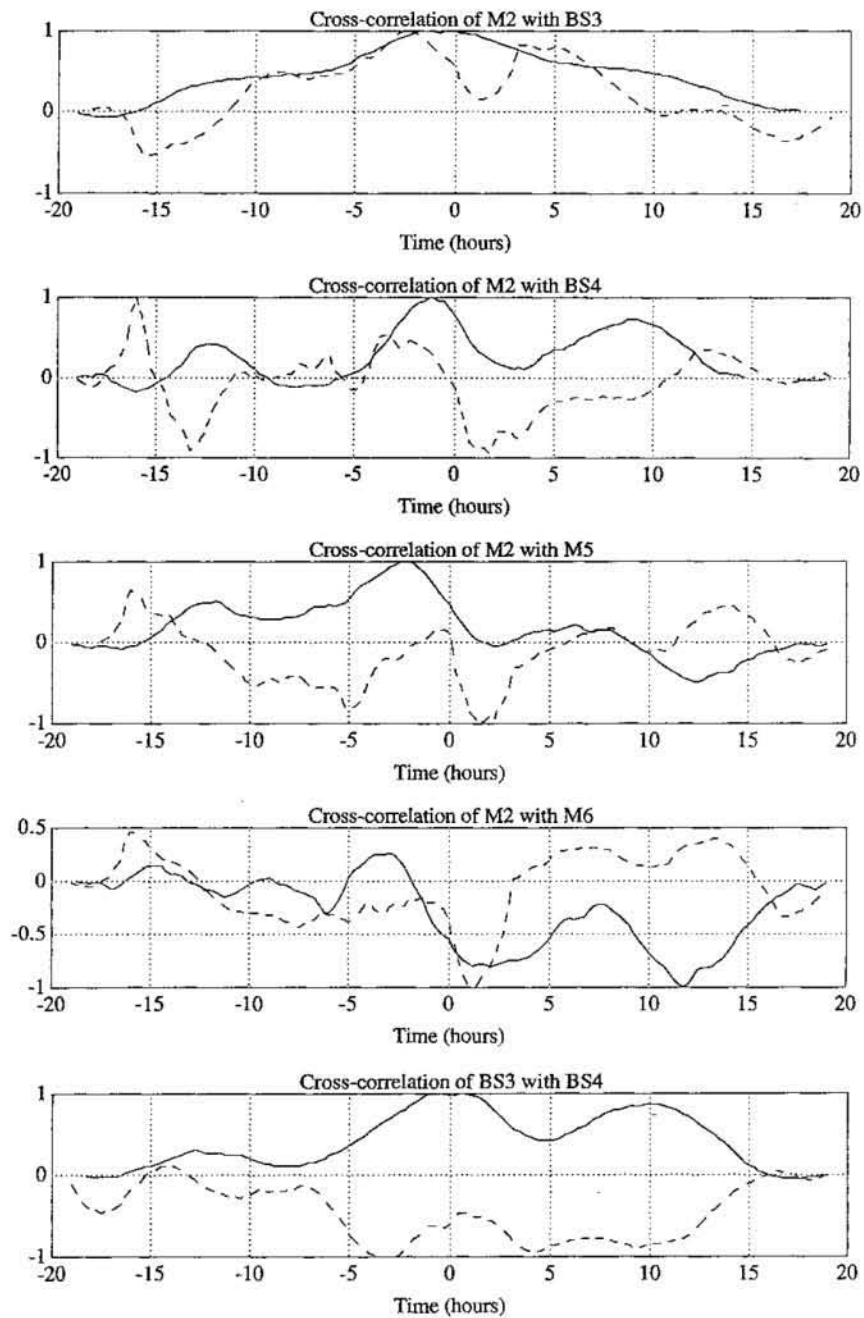 Cross-correlation of M2 with BS3
1
0
-1
-20 -15 -10 -5 0 5 10 15 20
Time (hours)
Cross-correlation of M2 with BS4
1
0
-1
-20 -15 -10 -5 0 5 10 15 20
Time (hours)
Cross-correlation of M2 with M5
1
0
-1
-20 -15 -10 -5 0 5 10 15 20
Time (hours)
Cross-correlation of M2 with M6
0.5
0
-0.5
-1
-20 -15 -10 -5 0 5 10 15 20
Time (hours)
Cross-correlation of BS3 with BS4
1
0
-1
-20 -15 -10 -5 0 5 10 15 20
Time (hours)